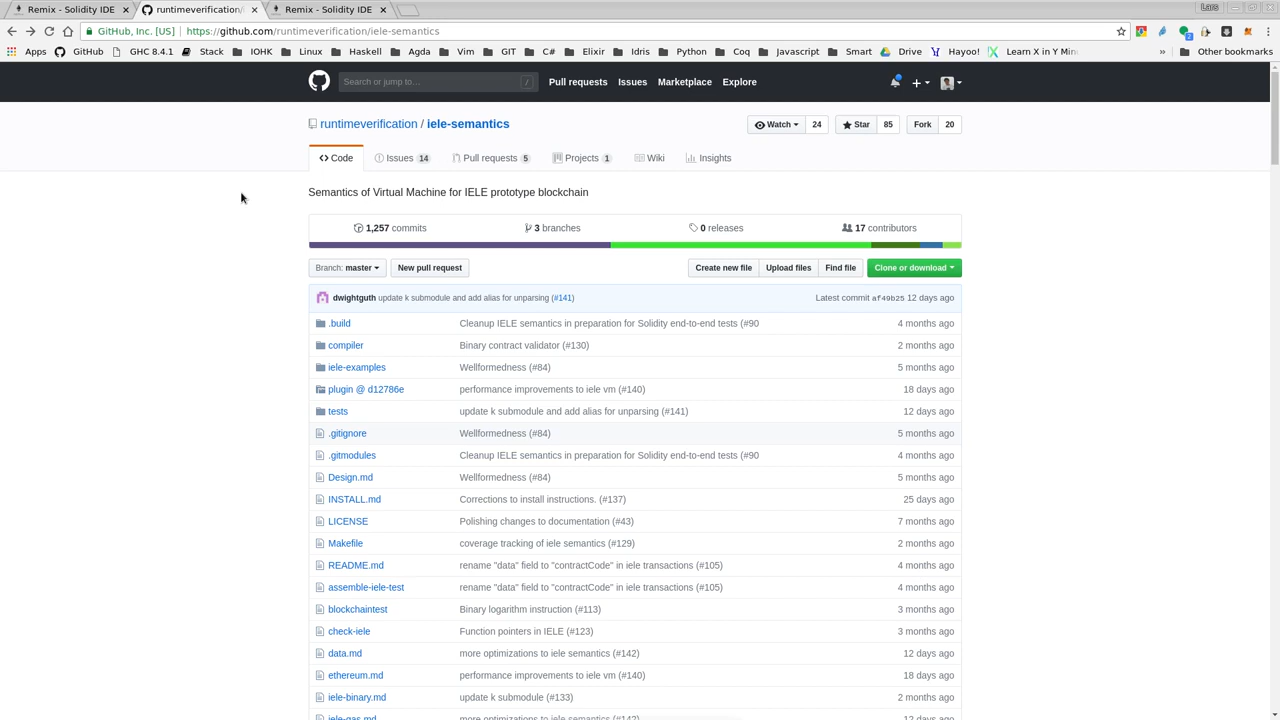 Remix - Solidity IDE
runtimeverification/i
Remix - Solidity IDE
Lars
GitHub, Inc. [US] https://github.com/runtimeverification/iele-semantics
Apps GitHub GHC 8.4.1 Stack IOHK Linux Haskell Agda Vim GIT C# Elixir Idris Python Coq Javascript Smart Drive Hayoo! Learn X in Y Min » Other bookmarks
Search or jump to… / Pull requests Issues Marketplace Explore
runtimeverification / iele-semantics
Watch 24 Star 85 Fork 20
Code Issues 14 Pull requests 5 Projects 1 Wiki Insights
Semantics of Virtual Machine for IELE prototype blockchain
1,257 commits 3 branches 0 releases 17 contributors
Branch: master New pull request Create new file Upload files Find file Clone or download
dwightguth update k submodule and add alias for unparsing (#141) Latest commit af49b25 12 days ago
.build Cleanup IELE semantics in preparation for Solidity end-to-end tests (#90 4 months ago
compiler Binary contract validator (#130) 2 months ago
iele-examples Wellformedness (#84) 5 months ago
plugin @ d12786e performance improvements to iele vm (#140) 18 days ago
tests update k submodule and add alias for unparsing (#141) 12 days ago
.gitignore Wellformedness (#84) 5 months ago
.gitmodules Cleanup IELE semantics in preparation for Solidity end-to-end tests (#90 4 months ago
Design.md Wellformedness (#84) 5 months ago
INSTALL.md Corrections to install instructions. (#137) 25 days ago
LICENSE Polishing changes to documentation (#43) 7 months ago
Makefile coverage tracking of iele semantics (#129) 2 months ago
README.md rename "data" field to "contractCode" in iele transactions (#105) 4 months ago
assemble-iele-test rename "data" field to "contractCode" in iele transactions (#105) 4 months ago
blockchaintest Binary logarithm instruction (#113) 3 months ago
check-iele Function pointers in IELE (#123) 3 months ago
data.md more optimizations to iele semantics (#142) 12 days ago
ethereum.md performance improvements to iele vm (#140) 18 days ago
iele-binary.md update k submodule (#133) 2 months ago
iele-gas.md more optimizations to iele semantics (#142) 12 days ago